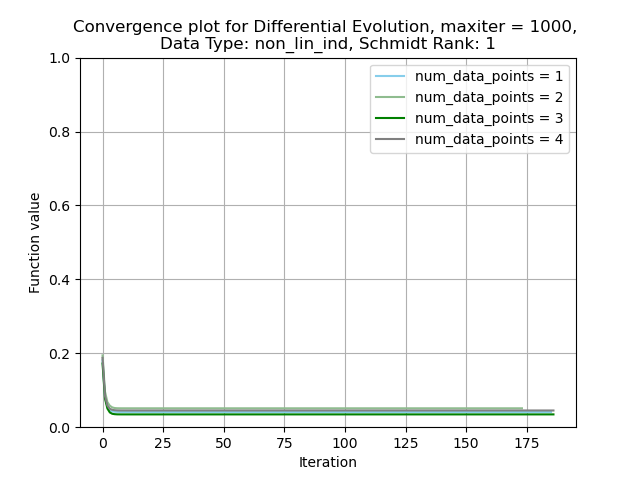 Convergence plot for Differential Evolution, maxiter = 1000,
Data Type: non_lin_ind, Schmidt Rank: 1
num_data_points = 1
num_data_points = 2
num_data_points = 3
num_data_points = 4
Function value
1.0
0.8
0.6
0.4
0.2
0.0
0 25 50 75 100 125 150 175
Iteration